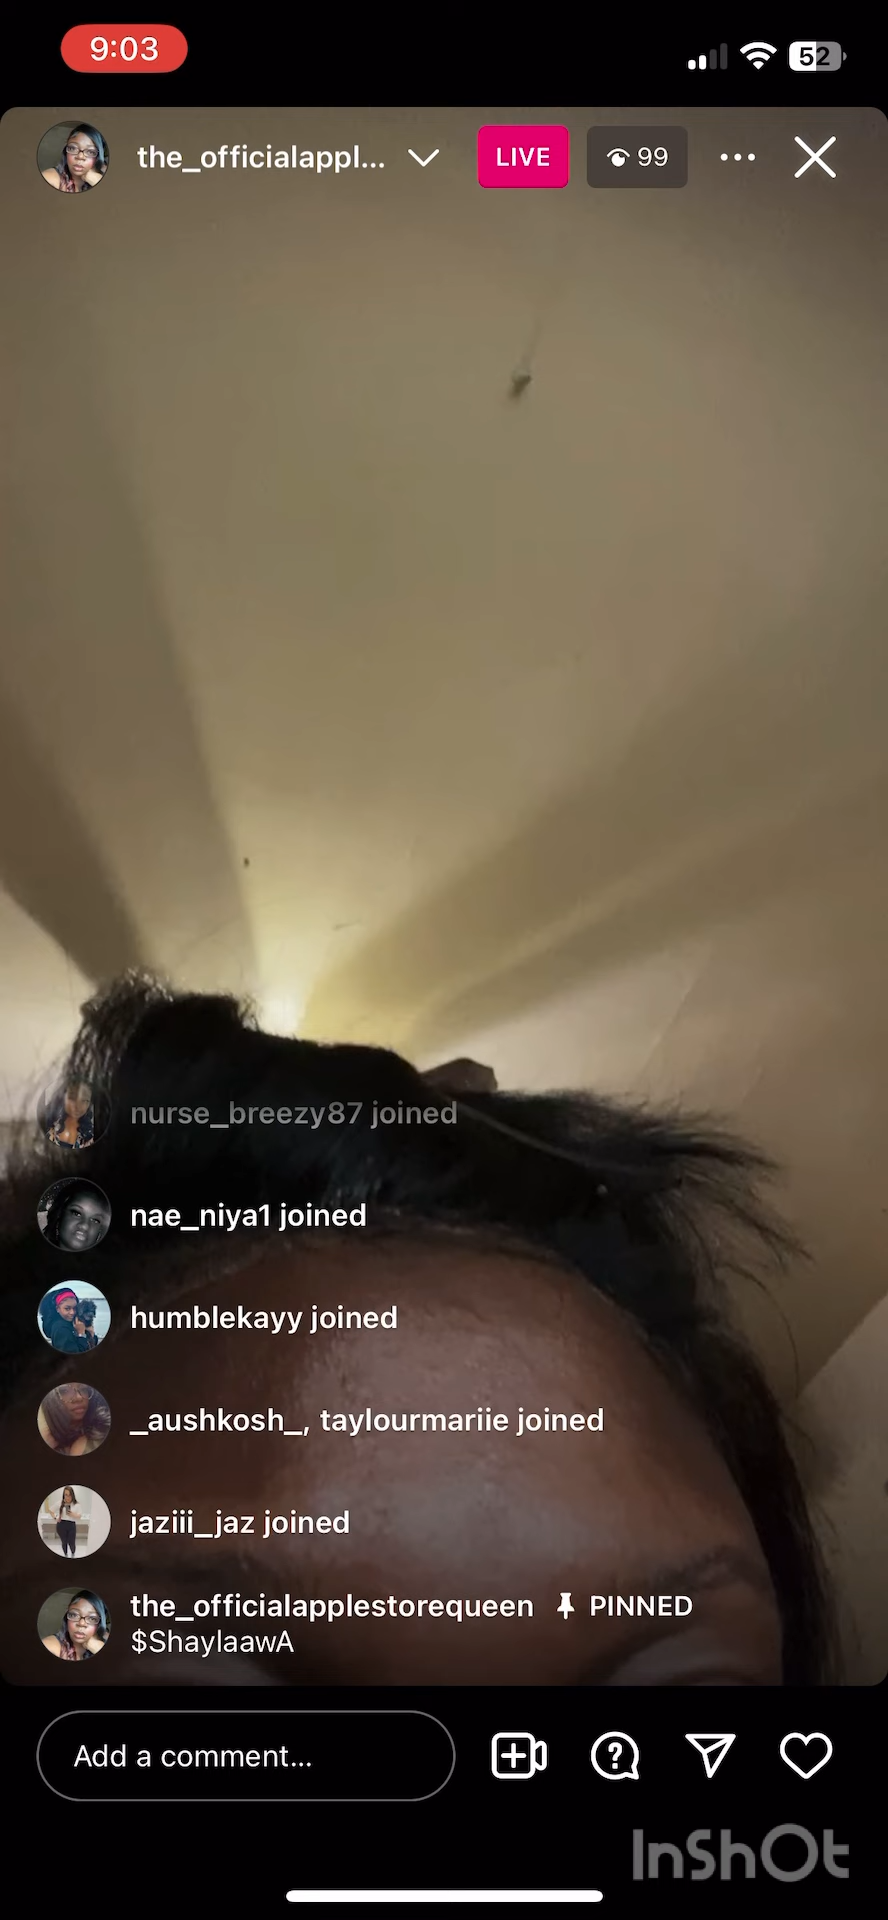 9:03
52
the_officialappl...
LIVE
99
nurse_breezy87 joined
nae_niya1 joined
humblekayy joined
_aushkosh_, taylourmariie joined
jaziii_jaz joined
the_officialapplestorequeen PINNED
$ShaylaawA
Add a comment...
InShOt